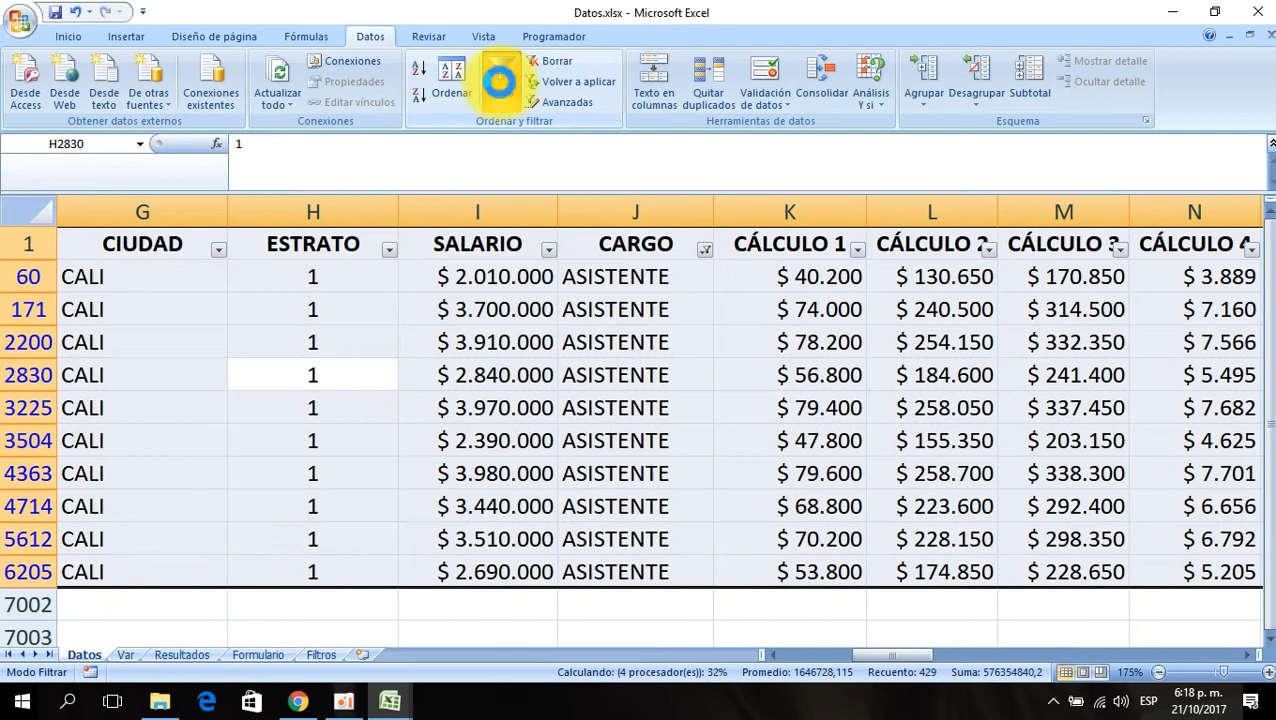 Datos.xlsx - Microsoft Excel
Inicio Insertar Diseño de página Fórmulas Datos Revisar Vista Programador
Desde Access
Desde Web
Desde texto
De otras fuentes
Conexiones existentes
Obtener datos externos
Actualizar todo
Conexiones
Propiedades
Editar vínculos
Conexiones
Ordenar
Borrar
Volver a aplicar
Avanzadas
Ordenar y filtrar
Texto en columnas
Quitar duplicados
Validación de datos
Consolidar
Análisis Y si
Herramientas de datos
Agrupar
Desagrupar
Subtotal
Mostrar detalle
Ocultar detalle
Esquema
H2830 fx 1
G H I J K L M N
1 CIUDAD ESTRATO SALARIO CARGO CÁLCULO 1 CÁLCULO 2 CÁLCULO 3 CÁLCULO 4
60 CALI 1 $ 2.010.000 ASISTENTE $ 40.200 $ 130.650 $ 170.850 $ 3.889
171 CALI 1 $ 3.700.000 ASISTENTE $ 74.000 $ 240.500 $ 314.500 $ 7.160
2200 CALI 1 $ 3.910.000 ASISTENTE $ 78.200 $ 254.150 $ 332.350 $ 7.566
2830 CALI 1 $ 2.840.000 ASISTENTE $ 56.800 $ 184.600 $ 241.400 $ 5.495
3225 CALI 1 $ 3.970.000 ASISTENTE $ 79.400 $ 258.050 $ 337.450 $ 7.682
3504 CALI 1 $ 2.390.000 ASISTENTE $ 47.800 $ 155.350 $ 203.150 $ 4.625
4363 CALI 1 $ 3.980.000 ASISTENTE $ 79.600 $ 258.700 $ 338.300 $ 7.701
4714 CALI 1 $ 3.440.000 ASISTENTE $ 68.800 $ 223.600 $ 292.400 $ 6.656
5612 CALI 1 $ 3.510.000 ASISTENTE $ 70.200 $ 228.150 $ 298.350 $ 6.792
6205 CALI 1 $ 2.690.000 ASISTENTE $ 53.800 $ 174.850 $ 228.650 $ 5.205
7002
7003
Datos Var Resultados Formulario Filtros
Modo Filtrar Calculando: (4 procesador(es)): 32% Promedio: 1646728,115 Recuento: 429 Suma: 576354840,2 175%
ESP
6:18 p. m.
21/10/2017